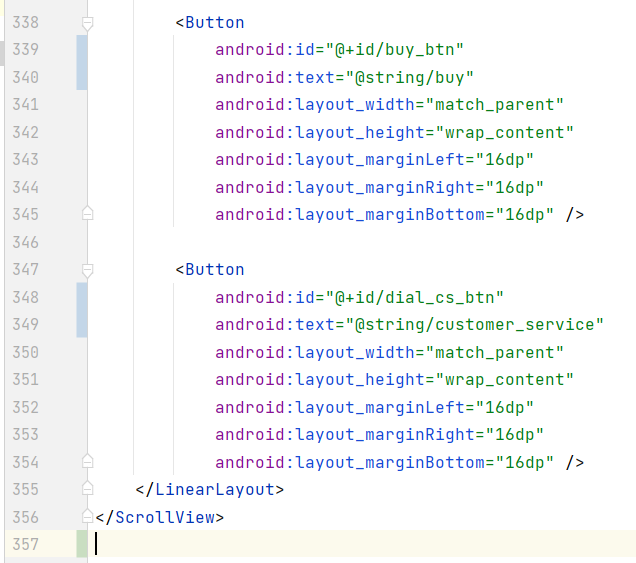 338 <Button
339 android:id="@+id/buy_btn"
340 android:text="@string/buy"
341 android:layout_width="match_parent"
342 android:layout_height="wrap_content"
343 android:layout_marginLeft="16dp"
344 android:layout_marginRight="16dp"
345 android:layout_marginBottom="16dp" />
346
347 <Button
348 android:id="@+id/dial_cs_btn"
349 android:text="@string/customer_service"
350 android:layout_width="match_parent"
351 android:layout_height="wrap_content"
352 android:layout_marginLeft="16dp"
353 android:layout_marginRight="16dp"
354 android:layout_marginBottom="16dp" />
355 </LinearLayout>
356 </ScrollView>
357